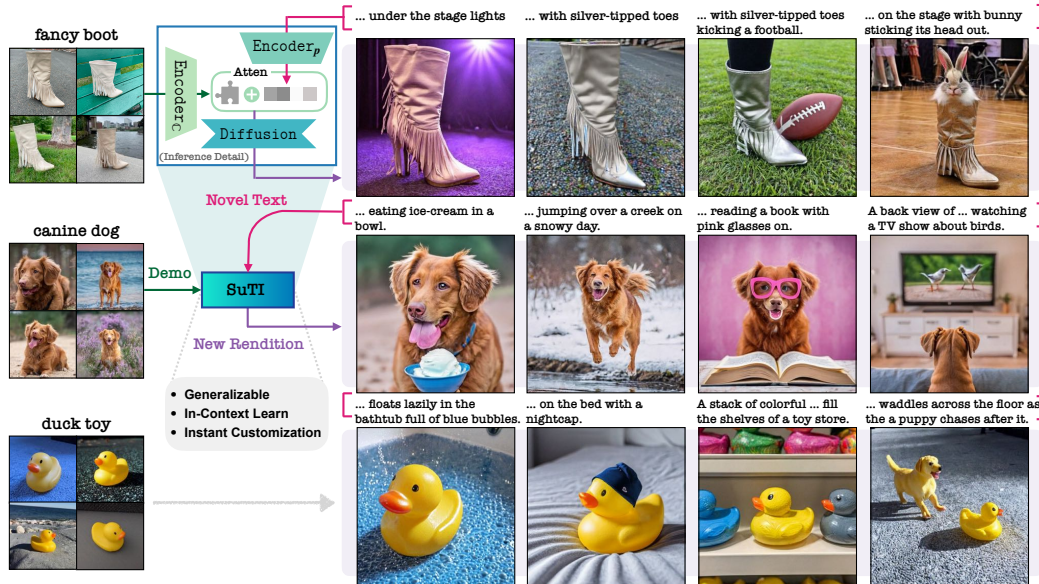 fancy boot
Encoder_p
Encoder_C
Atten
Diffusion
(Inference Detail)
... under the stage lights
... with silver-tipped toes
... with silver-tipped toes
kicking a football.
... on the stage with bunny
sticking its head out.
Novel Text
canine dog
Demo
SuTI
New Rendition
... eating ice-cream in a
bowl.
... jumping over a creek on
a snowy day.
... reading a book with
pink glasses on.
A back view of ... watching
a TV show about birds.
• Generalizable
• In-Context Learn
• Instant Customization
duck toy
... floats lazily in the
bathtub full of blue bubbles.
... on the bed with a
nightcap.
A stack of colorful ... fill
the shelves of a toy store.
... waddles across the floor as
the a puppy chases after it.